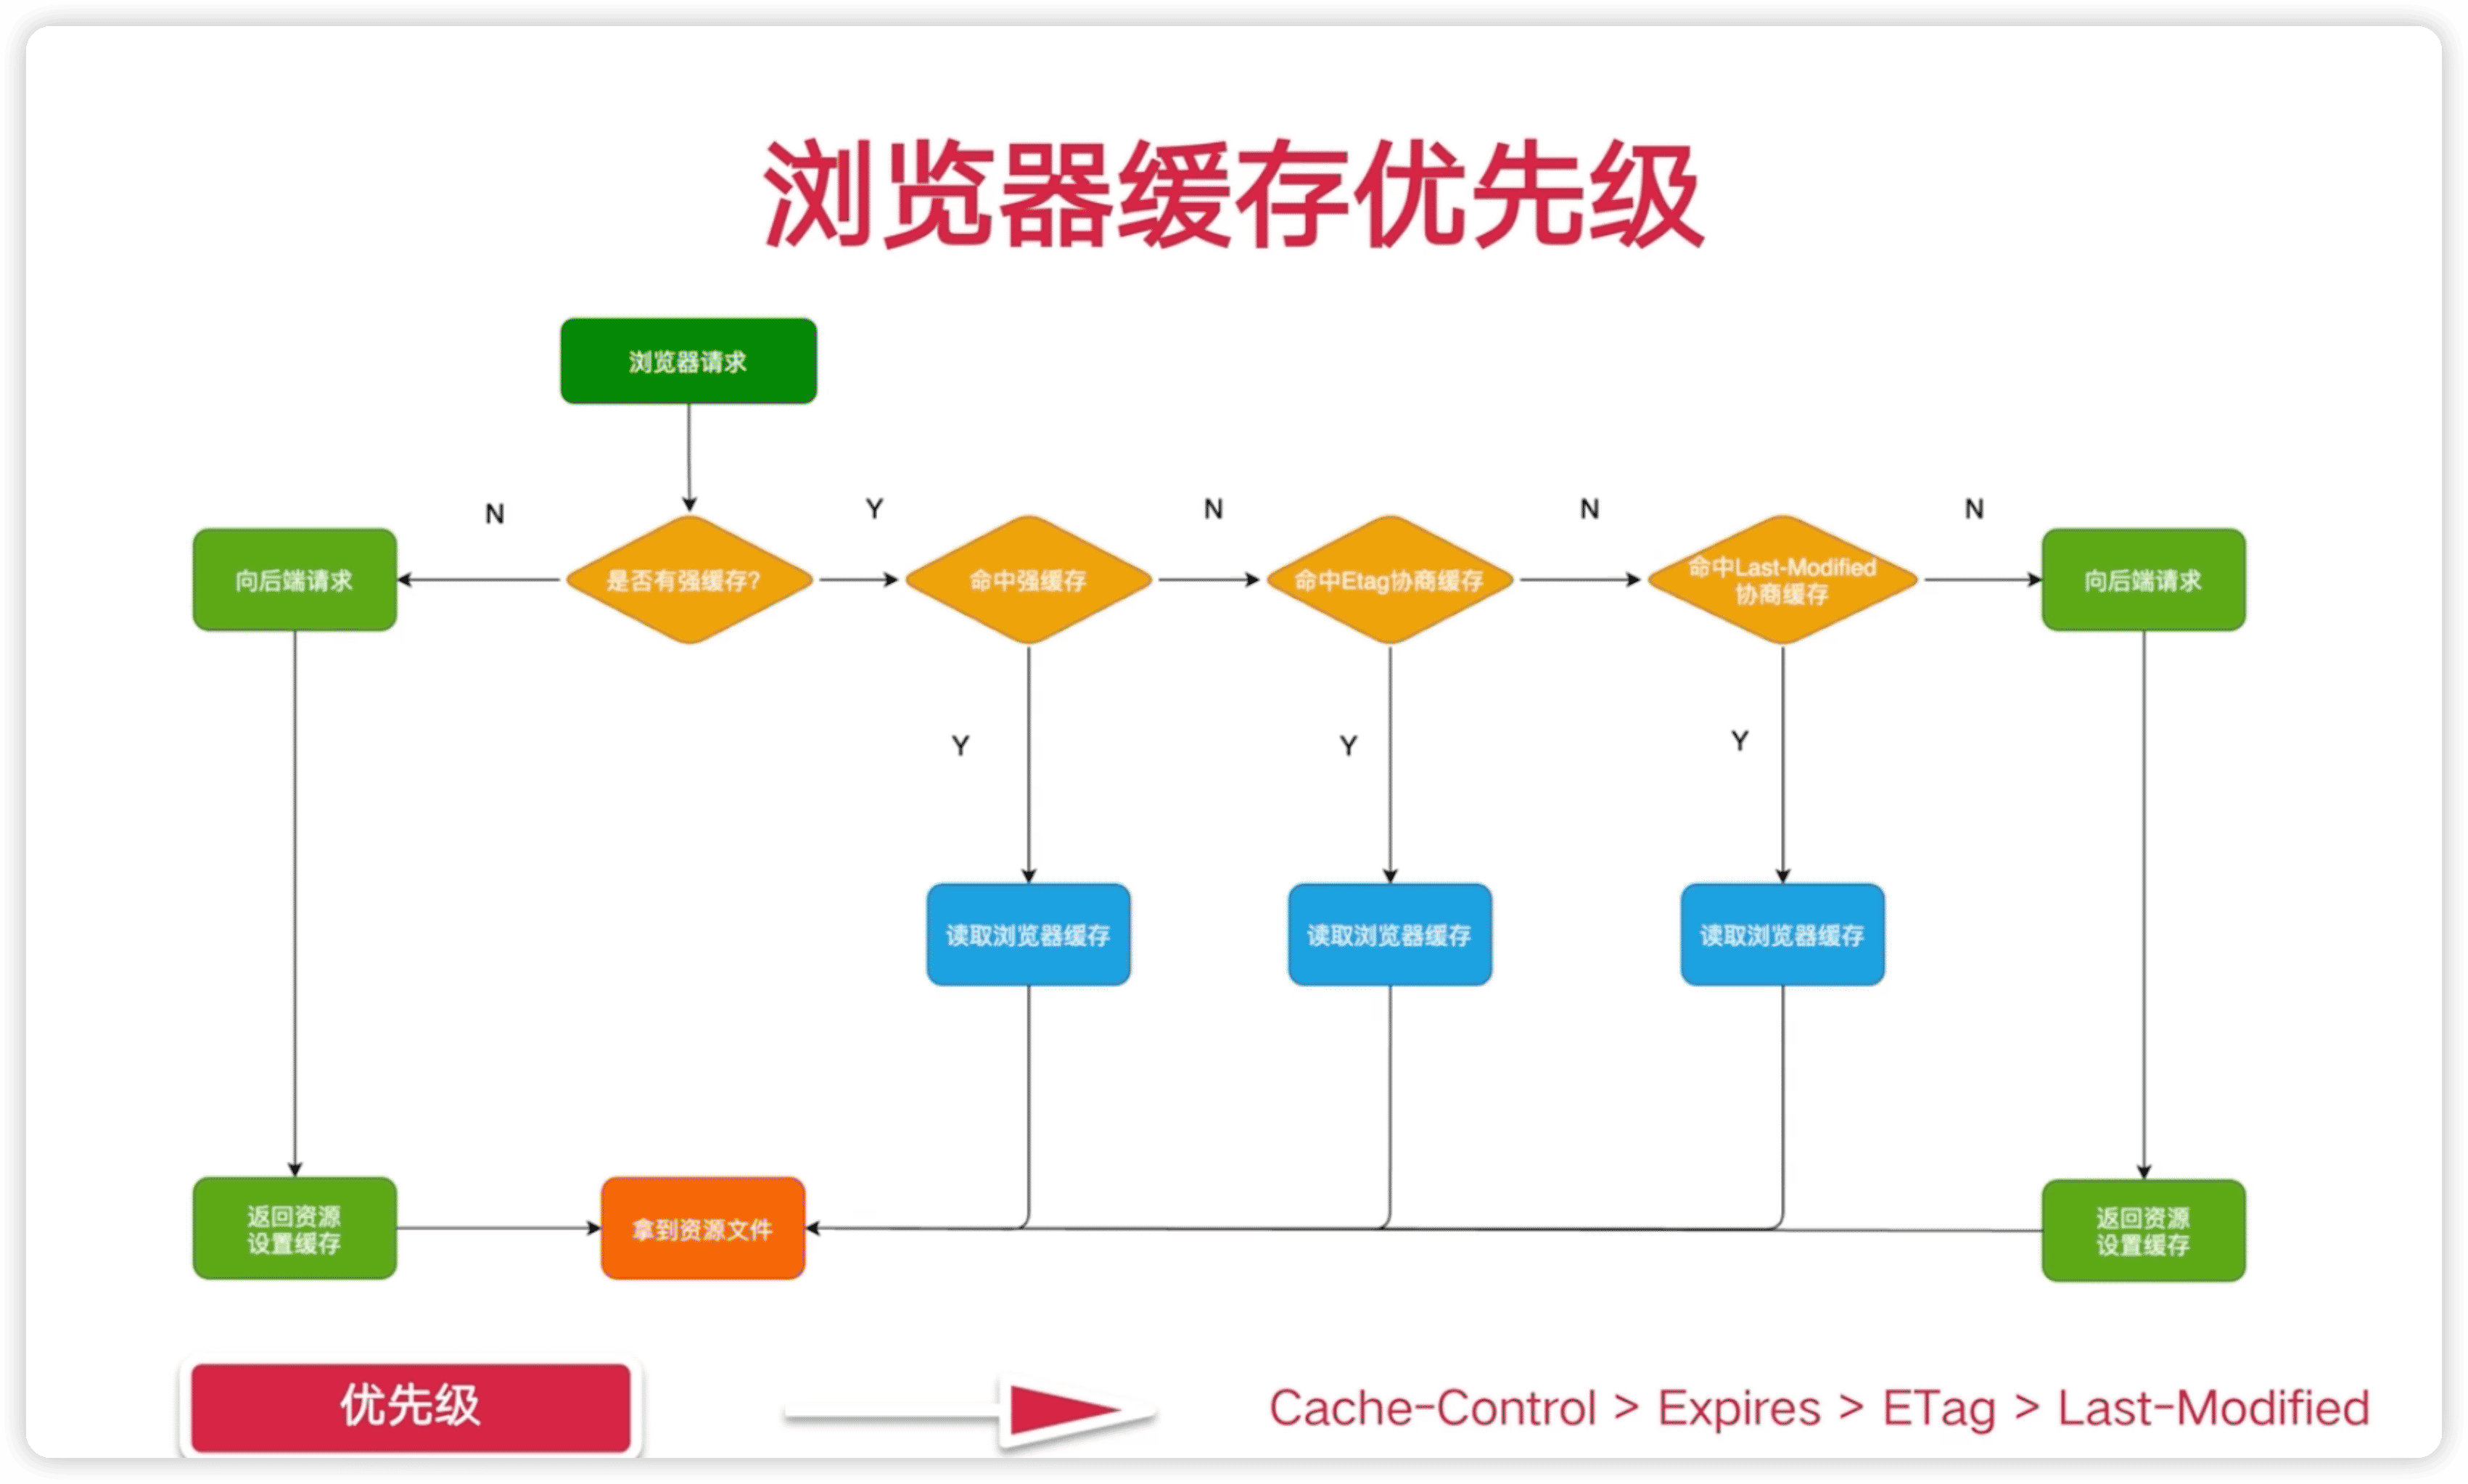 浏览器缓存优先级
浏览器请求
N
Y
N
N
N
向后端请求
是否有强缓存?
命中强缓存
命中Etag协商缓存
命中Last-Modified
协商缓存
向后端请求
Y
Y
Y
读取浏览器缓存
读取浏览器缓存
读取浏览器缓存
返回资源
设置缓存
拿到资源文件
返回资源
设置缓存
优先级
Cache-Control > Expires > ETag > Last-Modified